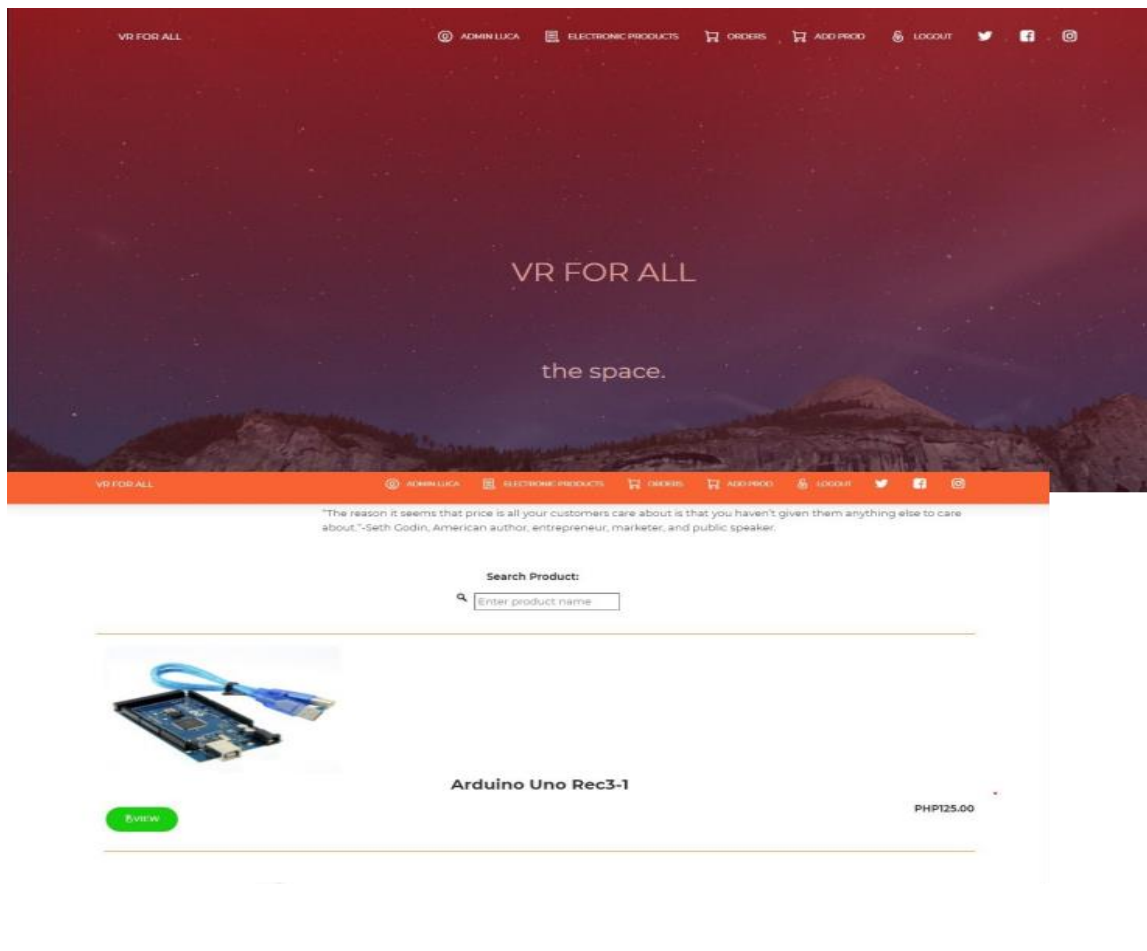 VR FOR ALL ADMIN LUCA ELECTRONIC PRODUCTS ORDERS ADD PROD LOGOUT
VR FOR ALL
the space.
VR FOR ALL ADMIN LUCA ELECTRONIC PRODUCTS ORDERS ADD PROD LOGOUT
"The reason it seems that price is all your customers care about is that you haven't given them anything else to care
about."-Seth Godin, American author, entrepreneur, marketer, and public speaker.
Search Product:
Enter product name
Arduino Uno Rec3-1
PHP125.00
VIEW